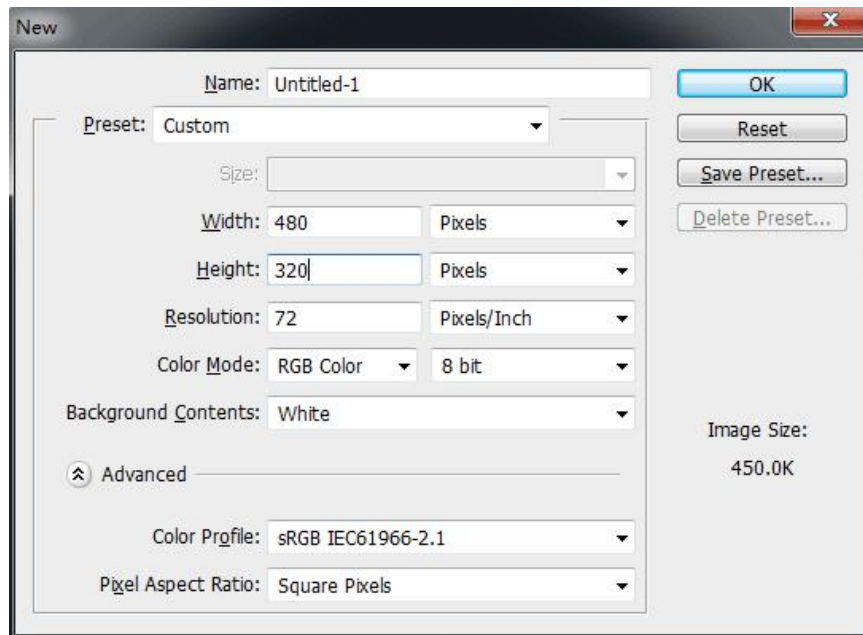 New
Name: Untitled-1
OK
Preset: Custom
Reset
Size:
Save Preset...
Width: 480 Pixels
Delete Preset...
Height: 320 Pixels
Resolution: 72 Pixels/Inch
Color Mode: RGB Color 8 bit
Background Contents: White
Image Size:
450.0K
Advanced
Color Profile: sRGB IEC61966-2.1
Pixel Aspect Ratio: Square Pixels